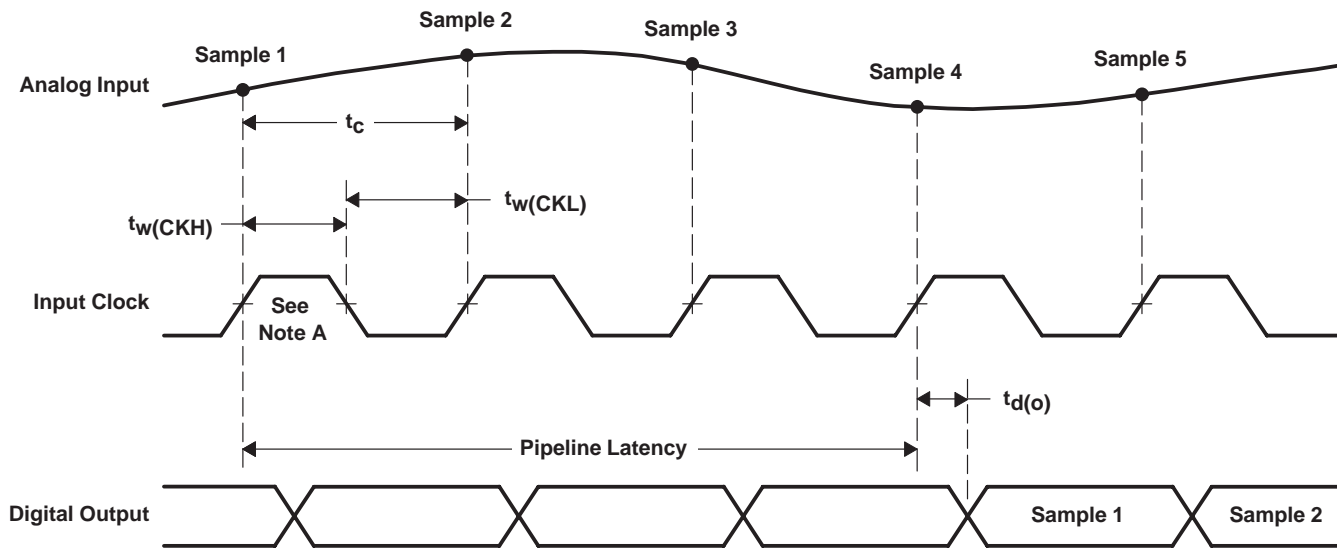 Sample 1
Sample 2
Sample 3
Sample 4
Sample 5
Analog Input
tc
tw(CKH)
tw(CKL)
Input Clock
See
Note A
td(o)
Pipeline Latency
Digital Output
Sample 1
Sample 2